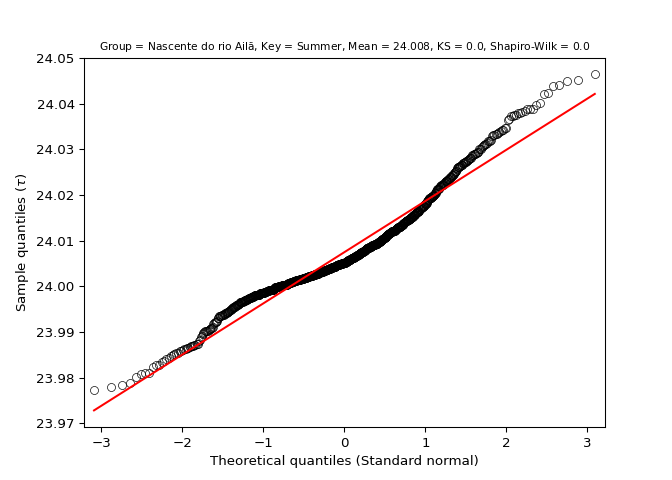 Group = Nascente do rio Ailã, Key = Summer, Mean = 24.008, KS = 0.0, Shapiro-Wilk = 0.0
24.05
24.04
24.03
24.02
24.01
24.00
23.99
23.98
23.97
Sample quantiles (τ)
−3 −2 −1 0 1 2 3
Theoretical quantiles (Standard normal)